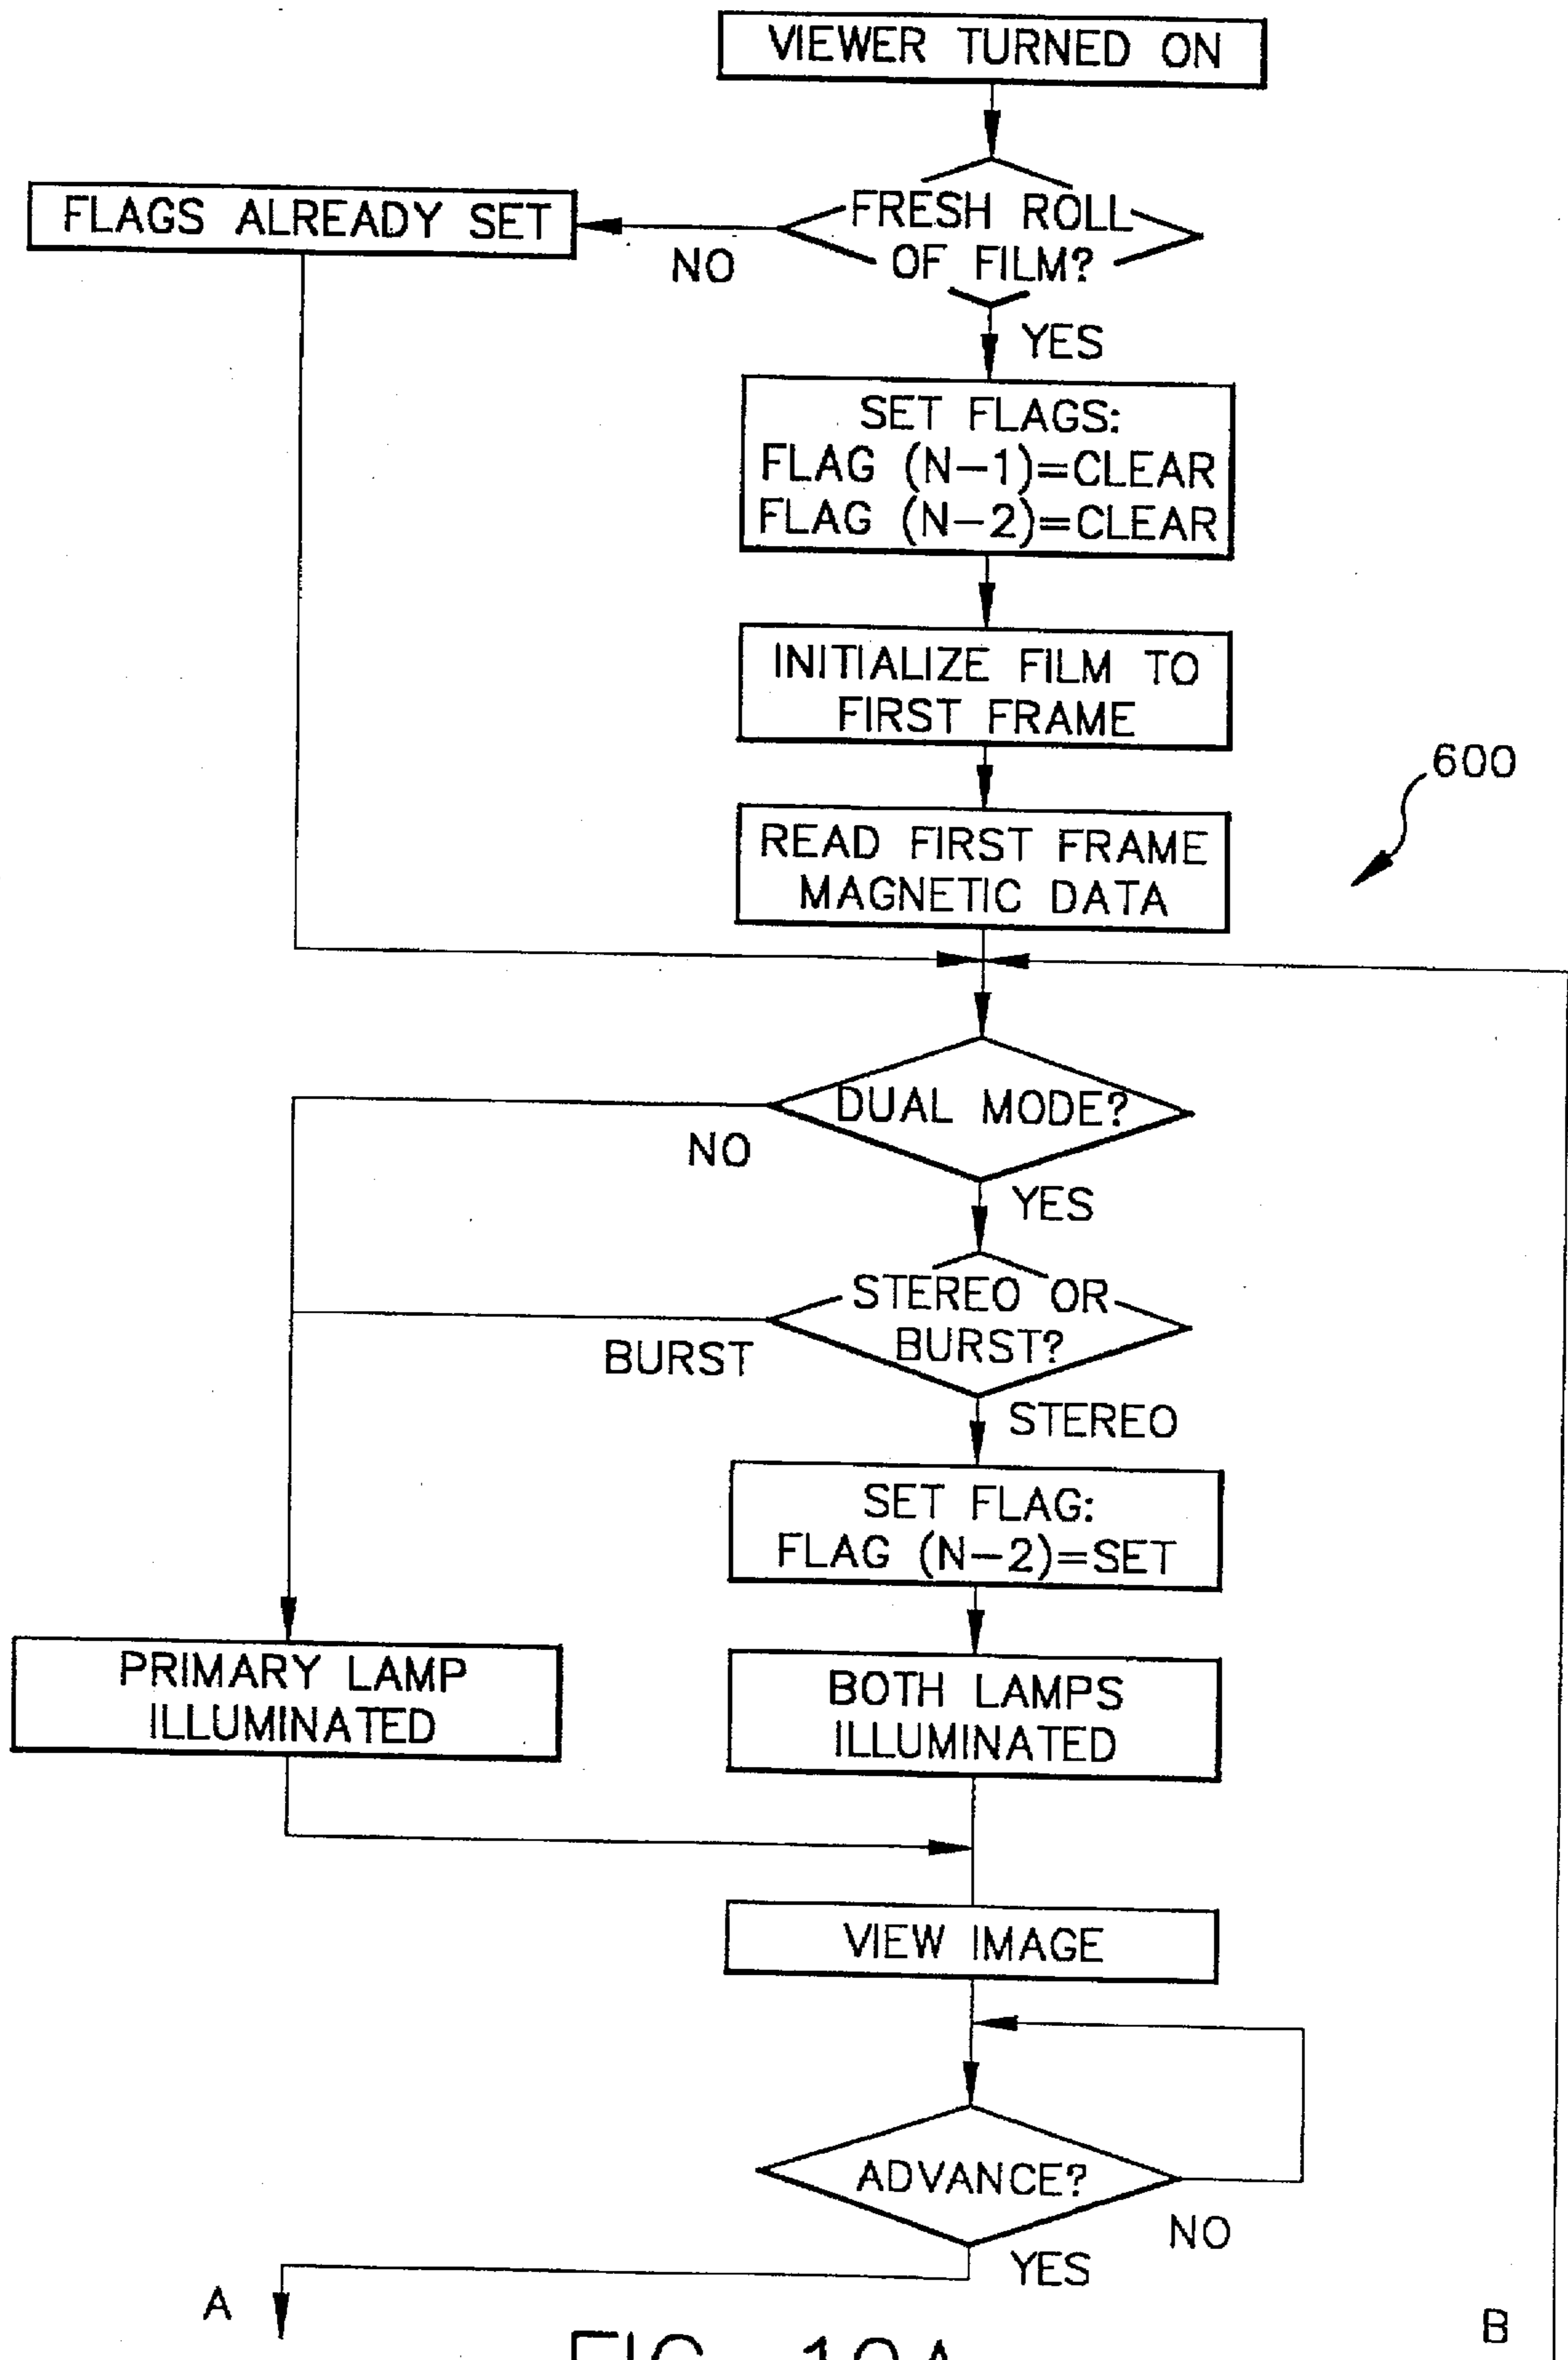 VIEWER TURNED ON
FRESH ROLL
OF FILM?
FLAGS ALREADY SET
NO
YES
SET FLAGS:
FLAG (N-1)=CLEAR
FLAG (N-2)=CLEAR
INITIALIZE FILM TO
FIRST FRAME
600
READ FIRST FRAME
MAGNETIC DATA
DUAL MODE?
NO
YES
STEREO OR
BURST?
BURST
STEREO
SET FLAG:
FLAG (N-2)=SET
PRIMARY LAMP
ILLUMINATED
BOTH LAMPS
ILLUMINATED
VIEW IMAGE
ADVANCE?
NO
YES
A
B